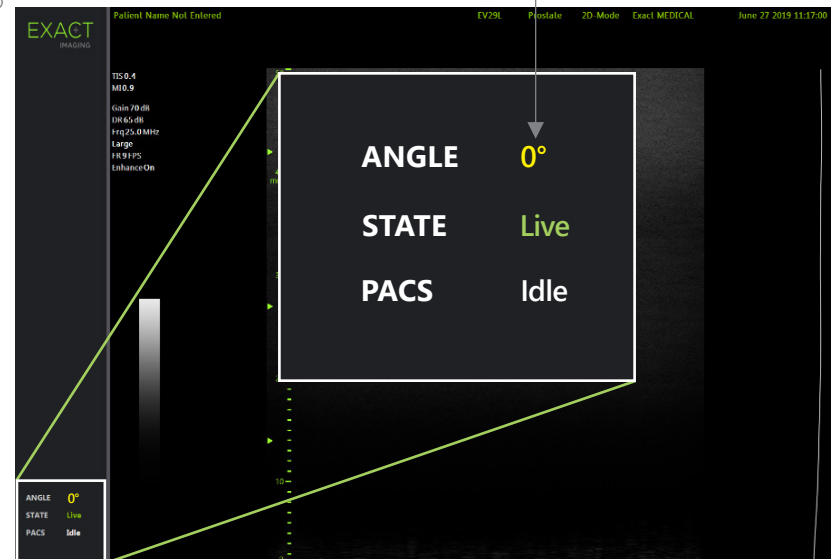 Patient Name Not Entered EV29L Prostate 2D-Mode Exact MEDICAL June 27 2019 11:17:00
EXACT
IMAGING
TIS 0.4
MI 0.9
Gain 70 dB
DR 65 dB
Frq 25.0 MHz
Large
FR 9 FPS
Enhance On
ANGLE 0°
STATE Live
PACS Idle
10
ANGLE 0°
STATE Live
PACS Idle